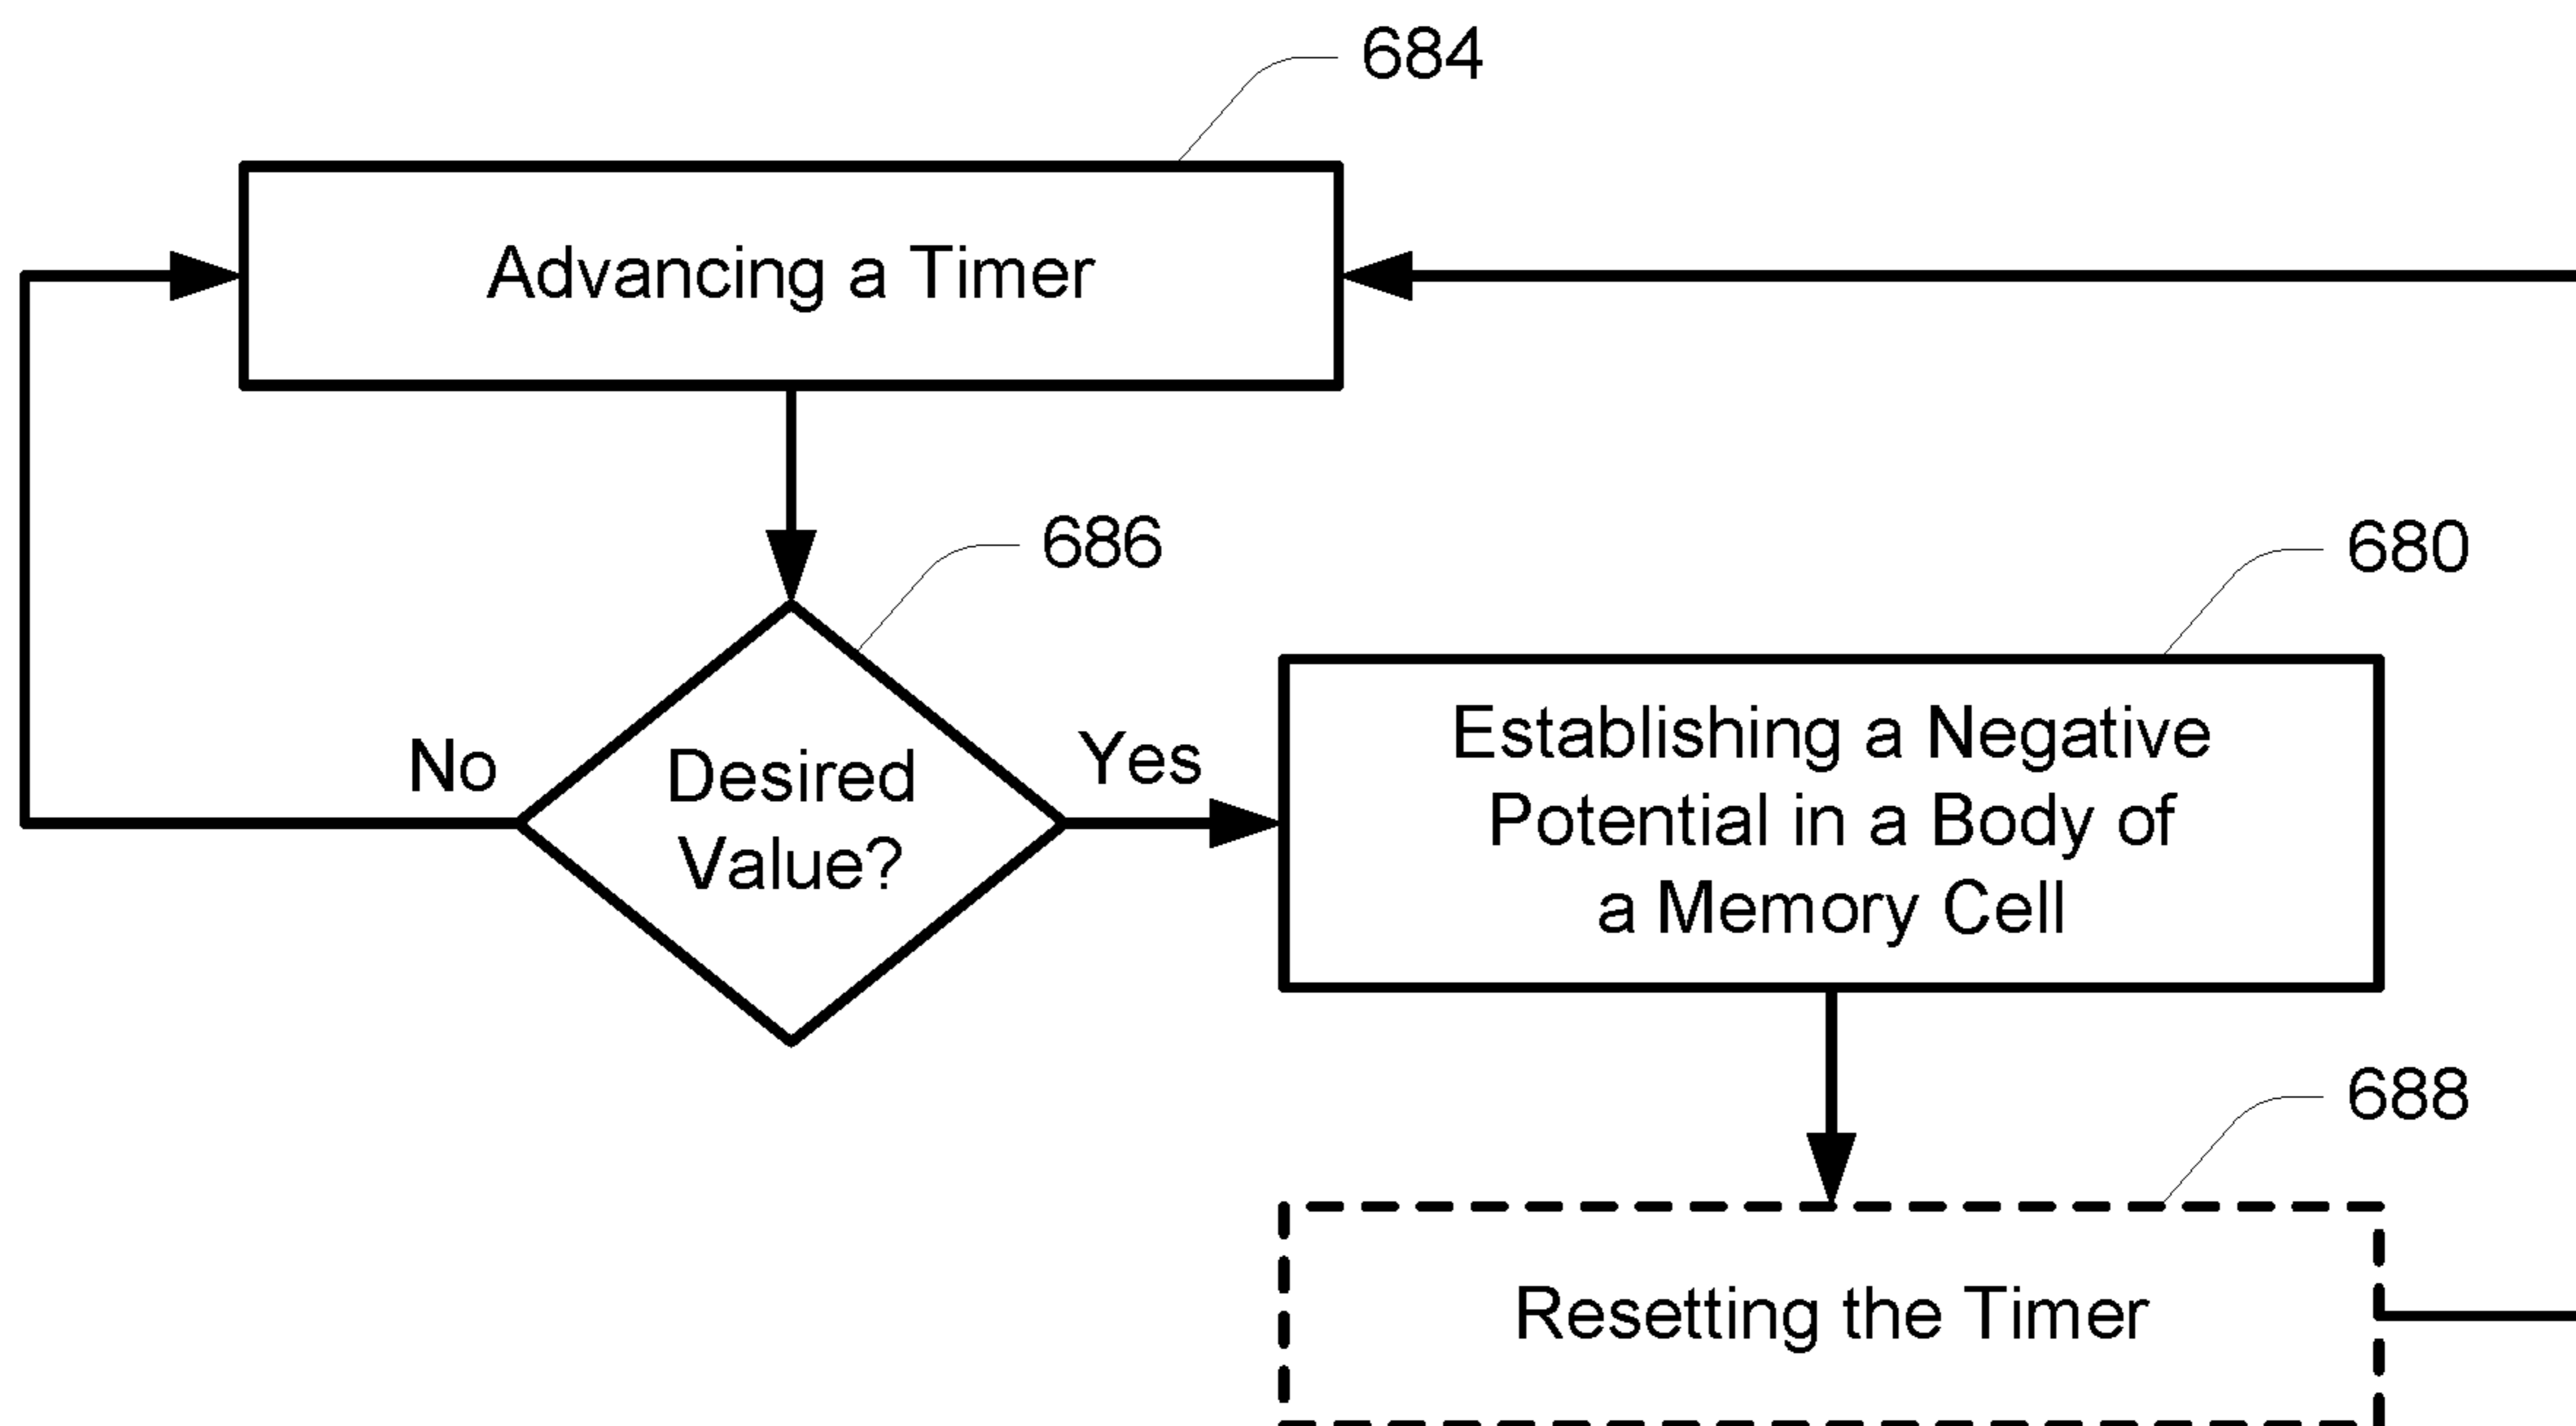 684
Advancing a Timer
686
680
No
Desired
Value?
Yes
Establishing a Negative
Potential in a Body of
a Memory Cell
688
Resetting the Timer